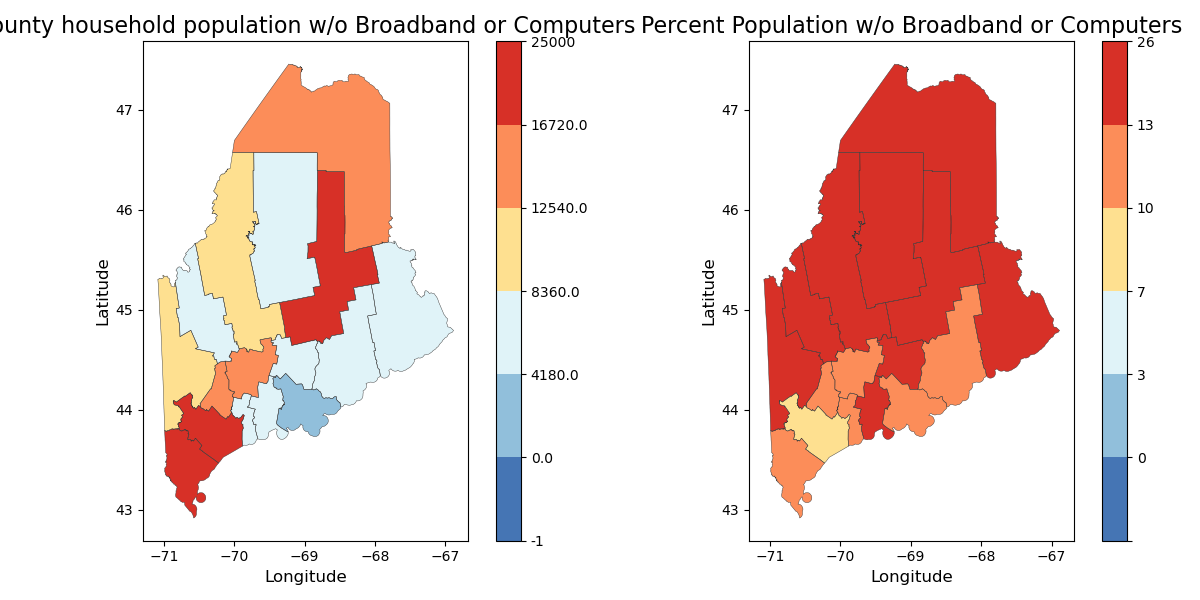 ounty household population w/o Broadband or Computers
Percent Population w/o Broadband or Computers
25000
16720.0
12540.0
8360.0
4180.0
0.0
-1
47
46
45
44
43
Latitude
−71 −70 −69 −68 −67
Longitude
26
13
10
7
3
0
47
46
45
44
43
Latitude
−71 −70 −69 −68 −67
Longitude